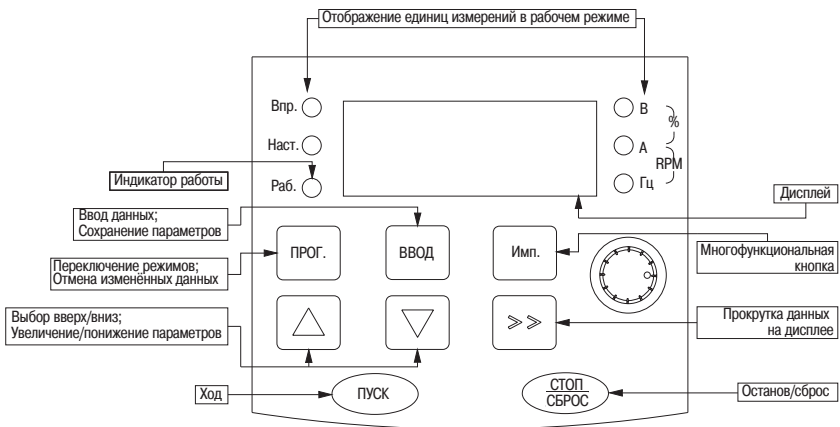 Отображение единиц измерений в рабочем режиме
Впр.
В
%
Наст.
А
RPM
Индикатор работы
Раб.
Гц
Дисплей
Ввод данных;
Сохранение параметров
ПРОГ.
ВВОД
Имп.
Многофункциональная
кнопка
Переключение режимов;
Отмена изменённых данных
Выбор вверх/вниз;
Увеличение/понижение параметров
>>
Прокрутка данных
на дисплее
Ход
ПУСК
СТОП
СБРОС
Останов/сброс